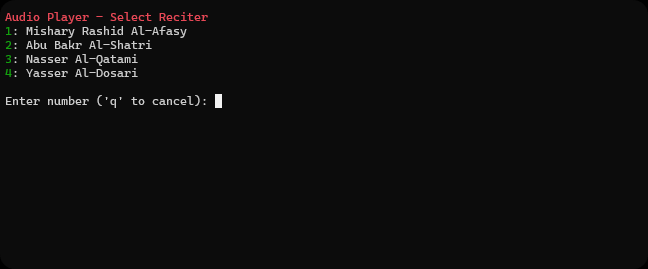 Audio Player - Select Reciter
1: Mishary Rashid Al-Afasy
2: Abu Bakr Al-Shatri
3: Nasser Al-Qatami
4: Yasser Al-Dosari
Enter number ('q' to cancel):